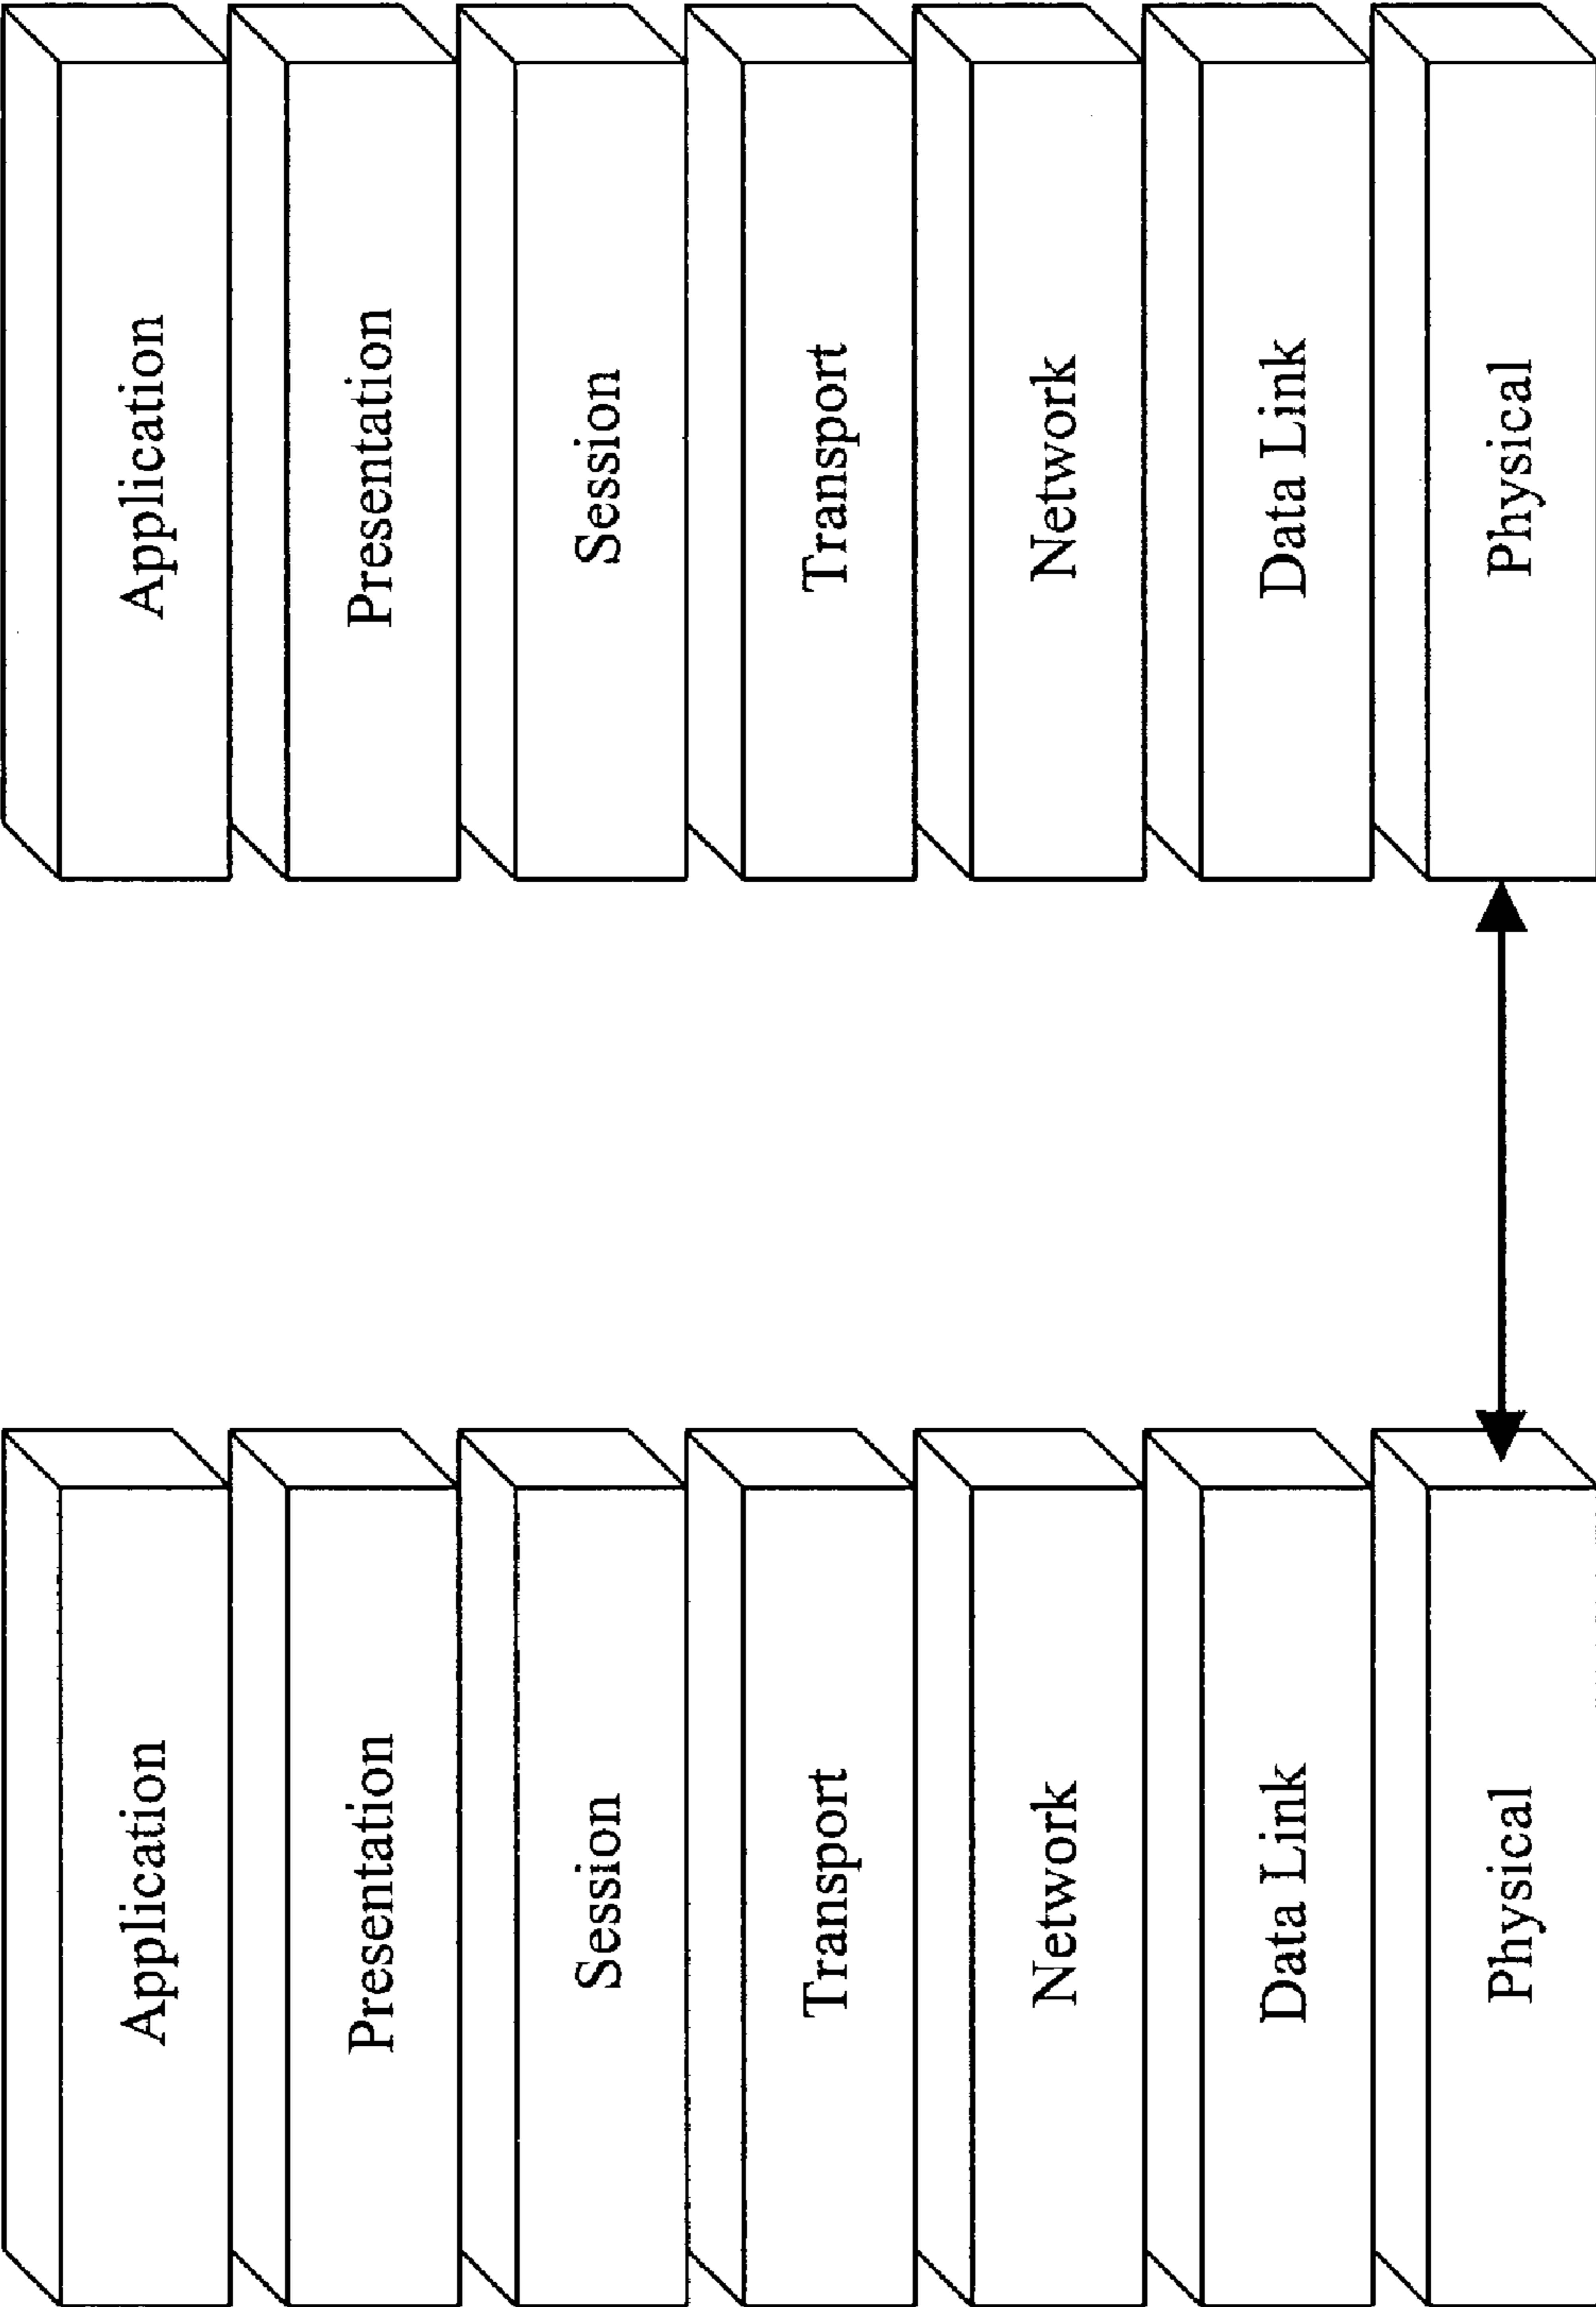 Application
Presentation
Session
Transport
Network
Data Link
Physical
Application
Presentation
Session
Transport
Network
Data Link
Physical